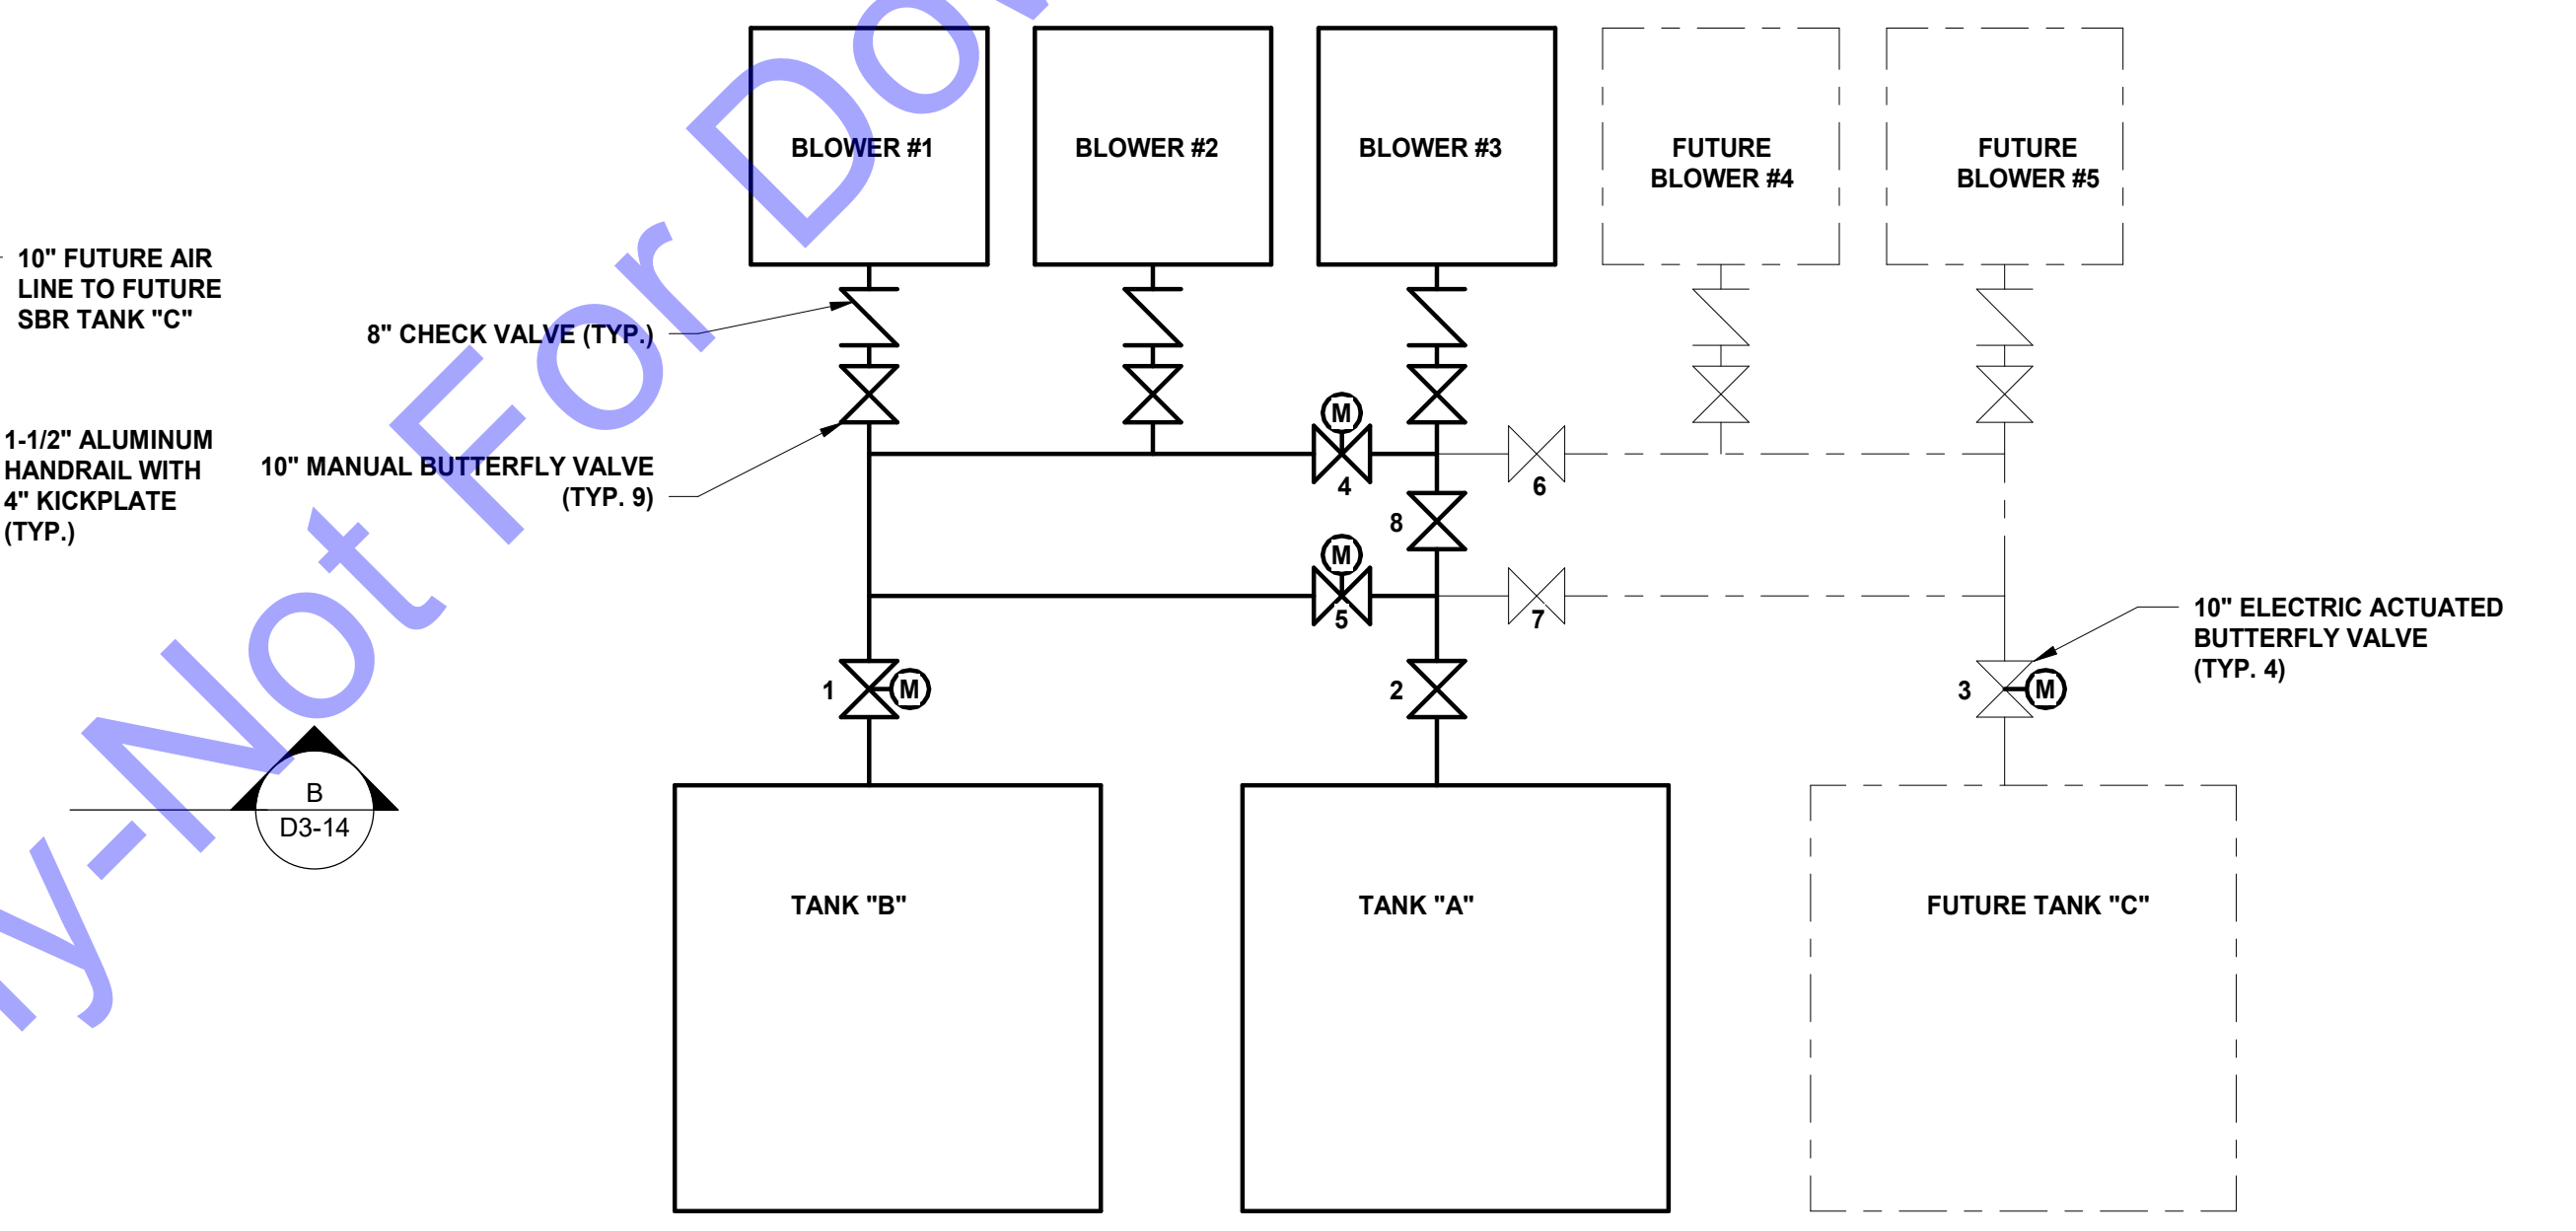 BLOWER #1
BLOWER #2
BLOWER #3
FUTURE
BLOWER #4
FUTURE
BLOWER #5
10" FUTURE AIR
LINE TO FUTURE
SBR TANK "C"
8" CHECK VALVE (TYP.)
1-1/2" ALUMINUM
HANDRAIL WITH
4" KICKPLATE
(TYP.)
10" MANUAL BUTTERFLY VALVE
(TYP. 9)
M
4
6
8
M
5
7
10" ELECTRIC ACTUATED
BUTTERFLY VALVE
(TYP. 4)
1
M
2
3
M
B
D3-14
TANK "B"
TANK "A"
FUTURE TANK "C"
y-Not For Dow